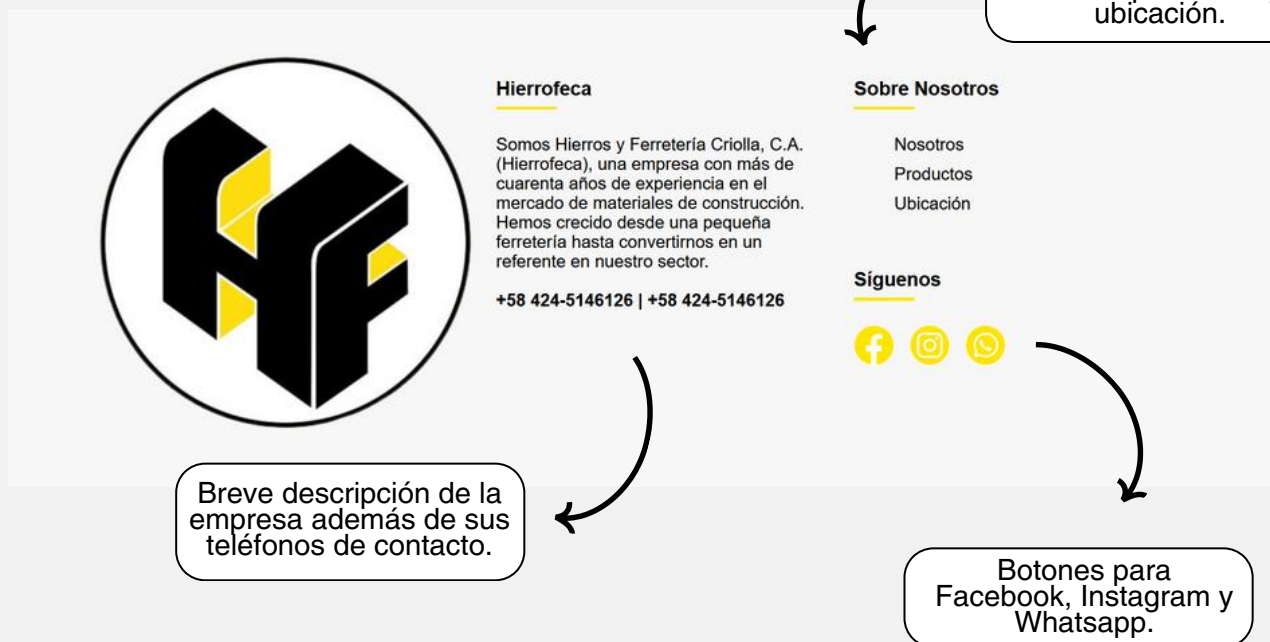 ubicación.
HF
Hierrofeca
Somos Hierros y Ferretería Criolla, C.A.
(Hierrofeca), una empresa con más de
cuarenta años de experiencia en el
mercado de materiales de construcción.
Hemos crecido desde una pequeña
ferretería hasta convertirnos en un
referente en nuestro sector.
+58 424-5146126 | +58 424-5146126
Sobre Nosotros
Nosotros
Productos
Ubicación
Síguenos
Breve descripción de la
empresa además de sus
teléfonos de contacto.
Botones para
Facebook, Instagram y
Whatsapp.